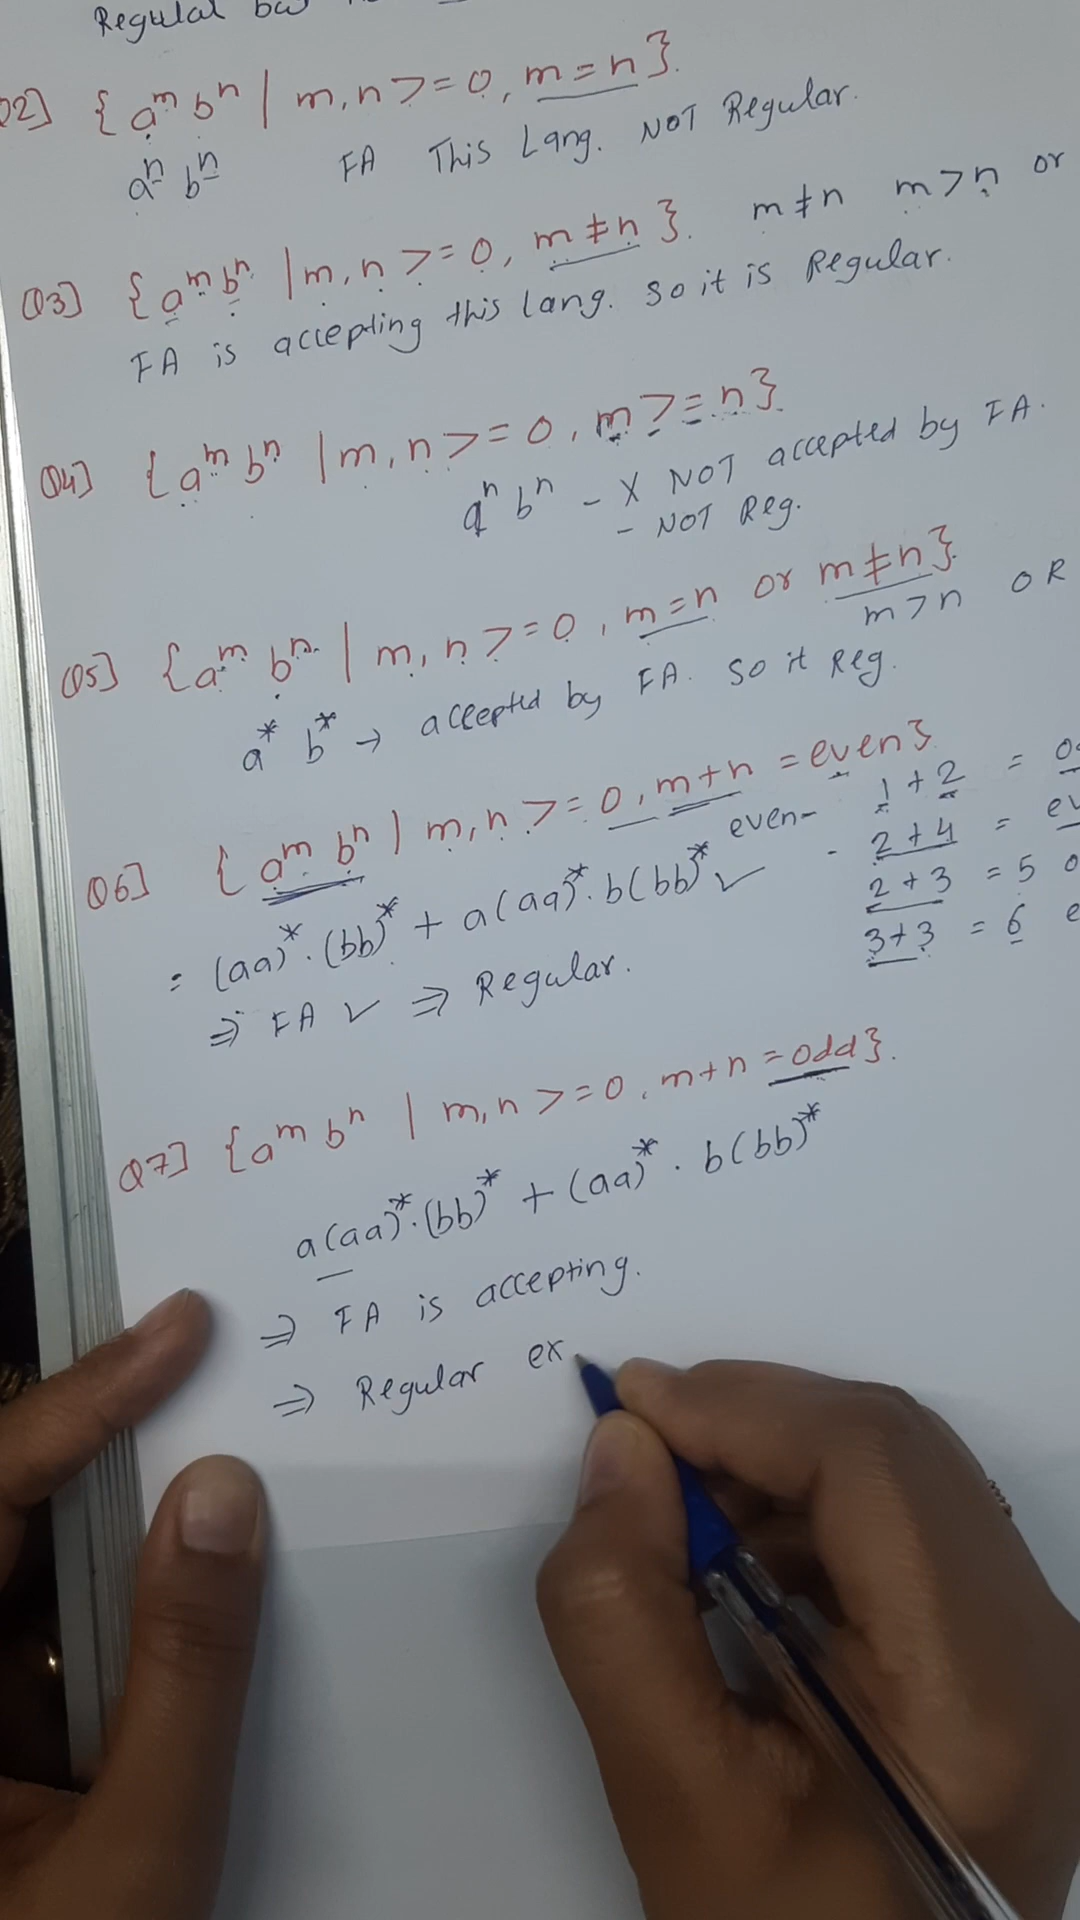 Regular
Q2] { a^m b^n | m, n >= 0, m = n }.
a^n b^n FA This Lang. NOT Regular.
Q3] { a^m b^n | m, n >= 0, m ≠ n }. m ≠ n m > n or
FA is accepting this lang. so it is Regular.
Q4] { a^m b^n | m, n >= 0, m >= n }
a^n b^n - X NOT accepted by FA.
- NOT Reg.
Q5] { a^m b^n | m, n >= 0, m = n or m ≠ n }.
m > n OR
a* b* → accepted by FA. so it Reg.
Q6] { a^m b^n | m, n >= 0, m + n = even }.
even- 1 + 2 =
= (aa)*.(bb)* + a(aa)*.b(bb)* ✓ - 2 + 4 =
2 + 3 = 5
⇒ FA ✓ ⇒ Regular. 3 + 3 = 6
Q7] { a^m b^n | m, n >= 0, m + n = odd }.
a(aa)*.(bb)* + (aa)*.b(bb)*
⇒ FA is accepting.
⇒ Regular ex